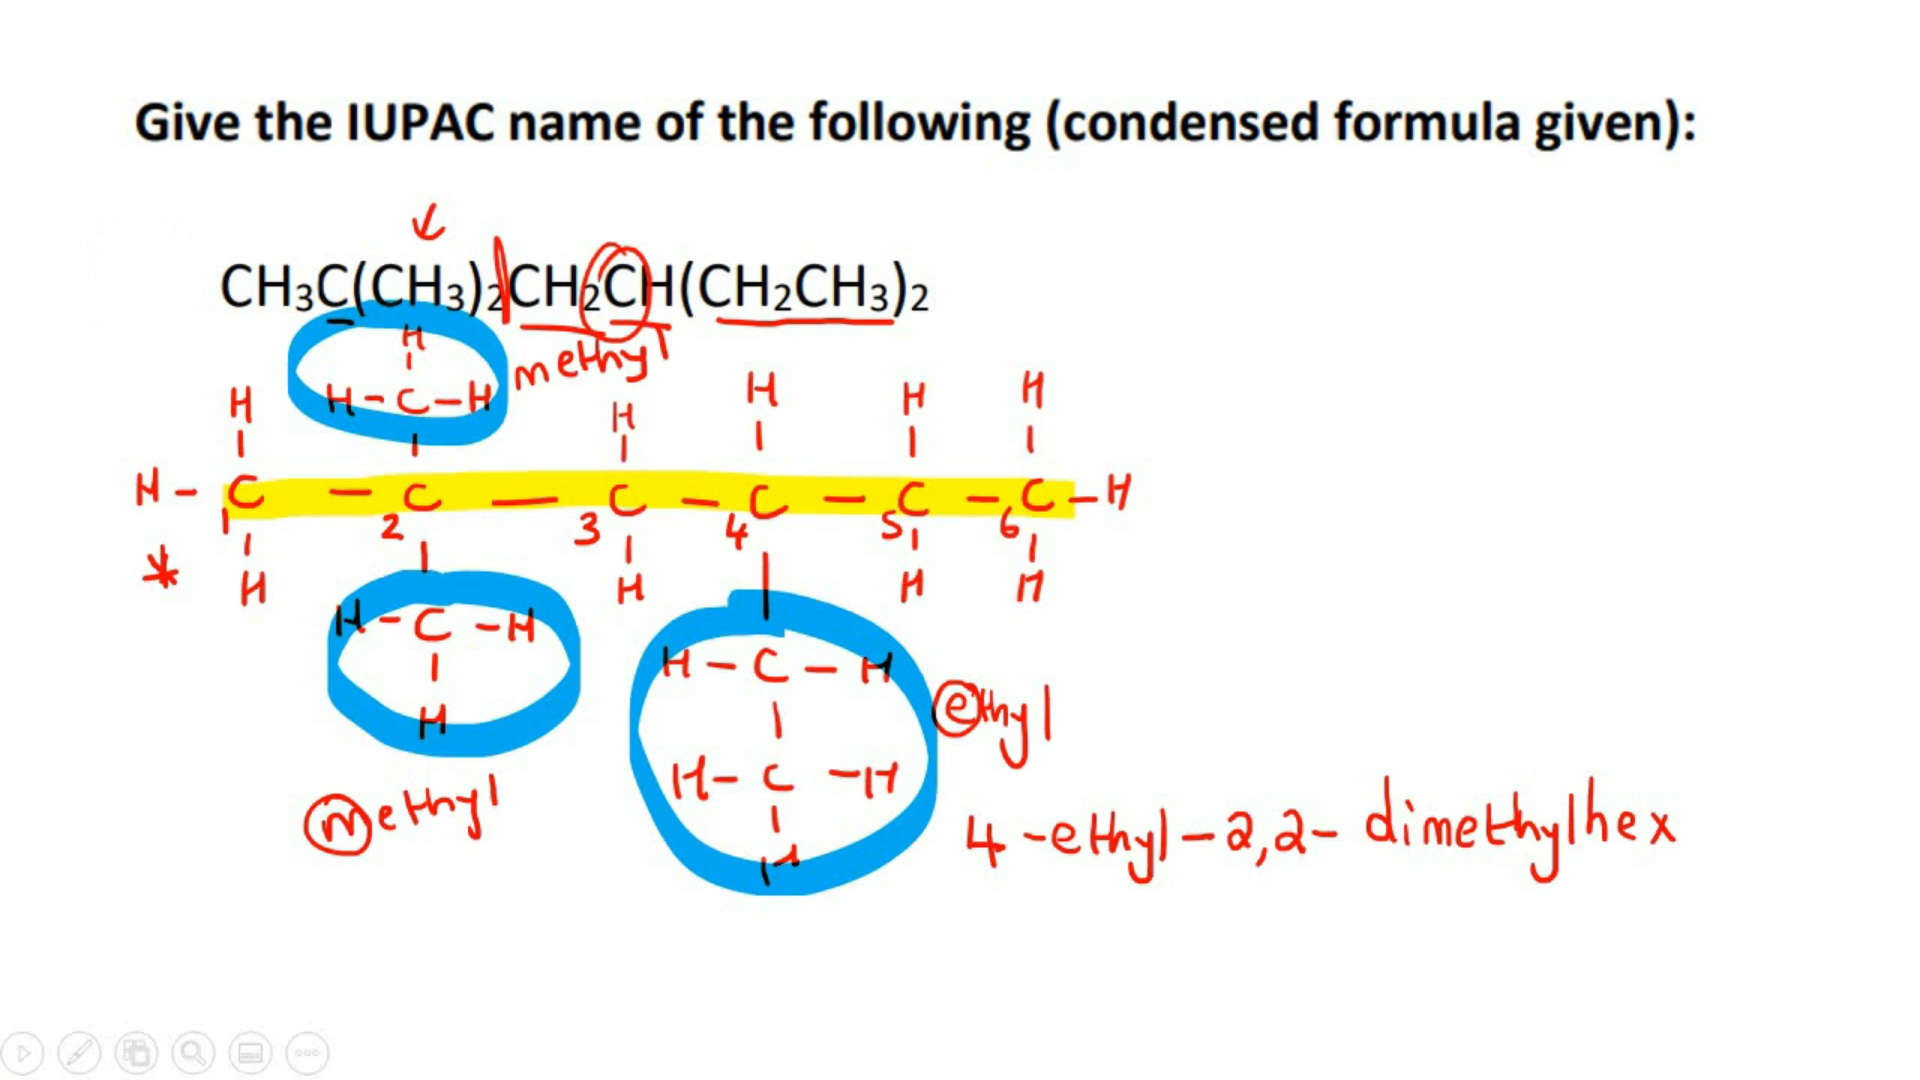 Give the IUPAC name of the following (condensed formula given):
CH3C(CH3)2CH2CH(CH2CH3)2
H
methyl
H H-C-H H H H H
H-C-C-C-C-C-C-H
1 2 3 4 5 6
* H H H H
H-C-H
H-C-H
ethyl
H
H-C-H
methyl
4-ethyl-2,2-dimethylhex
H